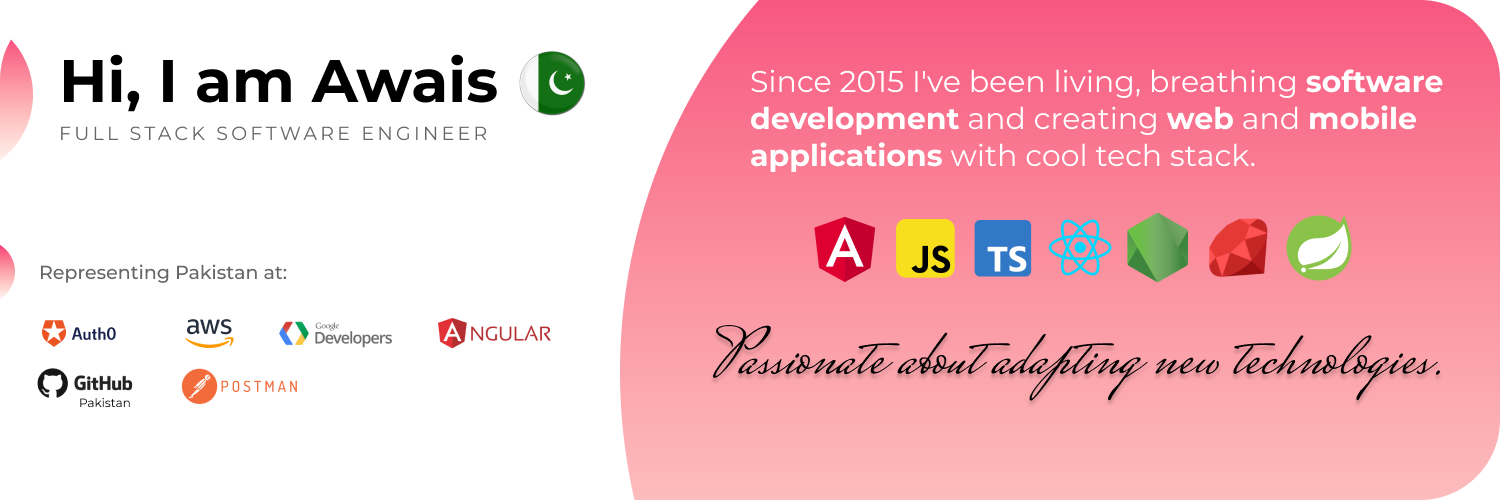 Hi, I am Awais
FULL STACK SOFTWARE ENGINEER
Representing Pakistan at:
Auth0
aws
Google Developers
ANGULAR
GitHub
Pakistan
POSTMAN
Since 2015 I've been living, breathing software
development and creating web and mobile
applications with cool tech stack.
A
JS
TS
Passionate about adapting new technologies.